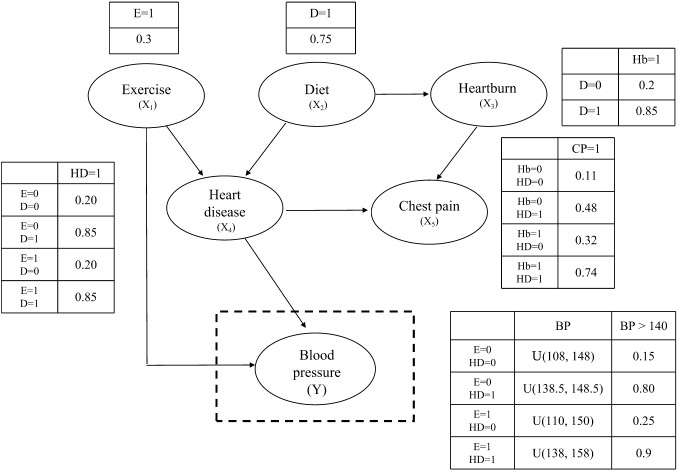 E=1
0.3
D=1
0.75
Exercise
(X₁)
Diet
(X₂)
Heartburn
(X₃)
Hb=1
D=0 0.2
D=1 0.85
CP=1
Hb=0
HD=0 0.11
Hb=0
HD=1 0.48
Hb=1
HD=0 0.32
Hb=1
HD=1 0.74
HD=1
E=0
D=0 0.20
E=0
D=1 0.85
E=1
D=0 0.20
E=1
D=1 0.85
Heart
disease
(X₄)
Chest pain
(X₅)
Blood
pressure
(Y)
BP BP > 140
E=0
HD=0 U(108, 148) 0.15
E=0
HD=1 U(138.5, 148.5) 0.80
E=1
HD=0 U(110, 150) 0.25
E=1
HD=1 U(138, 158) 0.9